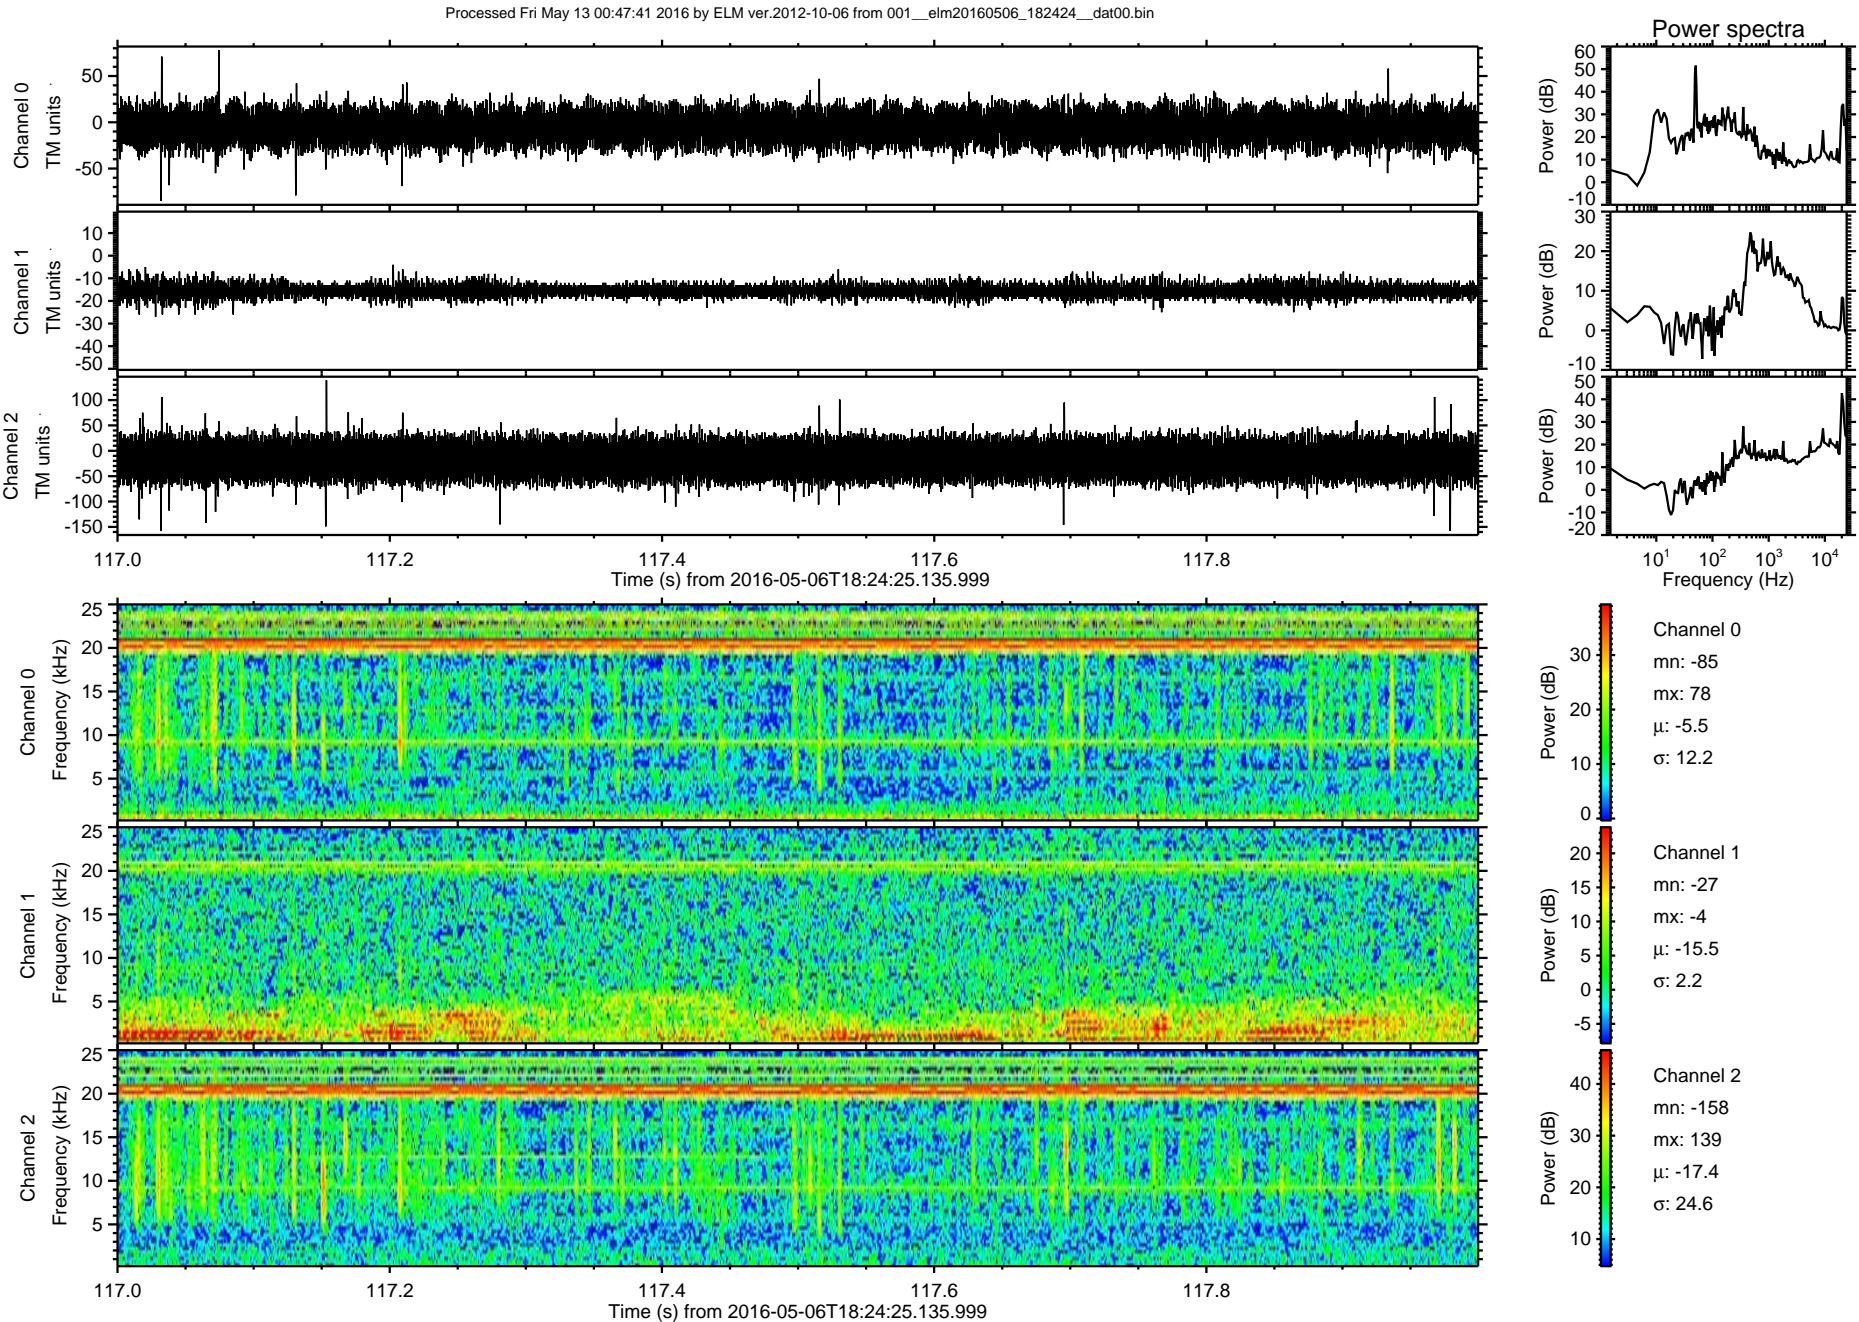 Processed Fri May 13 00:47:41 2016 by ELM ver.2012-10-06 from 001__elm20160506_182424__dat00.bin
Power spectra
Channel 0
TM units
50
0
-50
Power (dB)
60
50
40
30
20
10
0
-10
Channel 1
TM units
10
0
-10
-20
-30
-40
-50
Power (dB)
30
20
10
0
-10
Channel 2
TM units
100
50
0
-50
-100
-150
Power (dB)
50
40
30
20
10
0
-10
-20
117.0 117.2 117.4 117.6 117.8
Time (s) from 2016-05-06T18:24:25.135.999
10¹ 10² 10³ 10⁴
Frequency (Hz)
Channel 0
Frequency (kHz)
25
20
15
10
5
Power (dB)
30
20
10
0
Channel 0
mn: -85
mx: 78
μ: -5.5
σ: 12.2
Channel 1
Frequency (kHz)
25
20
15
10
5
Power (dB)
20
15
10
5
0
-5
Channel 1
mn: -27
mx: -4
μ: -15.5
σ: 2.2
Channel 2
Frequency (kHz)
25
20
15
10
5
Power (dB)
40
30
20
10
Channel 2
mn: -158
mx: 139
μ: -17.4
σ: 24.6
117.0 117.2 117.4 117.6 117.8
Time (s) from 2016-05-06T18:24:25.135.999